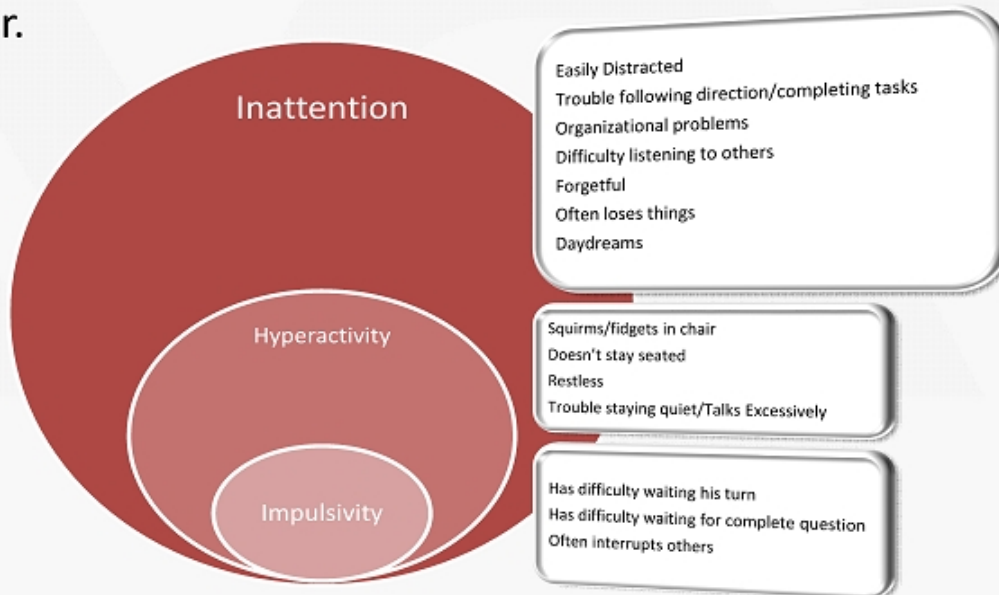 r.
Inattention
Easily Distracted
Trouble following direction/completing tasks
Organizational problems
Difficulty listening to others
Forgetful
Often loses things
Daydreams
Hyperactivity
Squirms/fidgets in chair
Doesn't stay seated
Restless
Trouble staying quiet/Talks Excessively
Impulsivity
Has difficulty waiting his turn
Has difficulty waiting for complete question
Often interrupts others